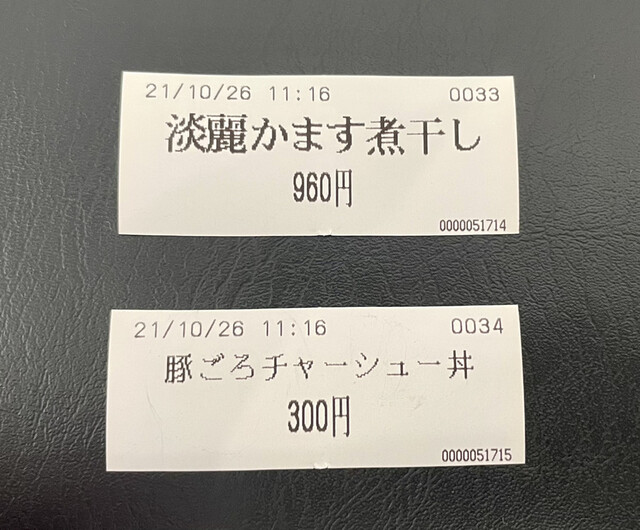 21/10/26 11:16 0033
淡麗かます煮干し
960円
0000051714
21/10/26 11:16 0034
豚ごろチャーシュー丼
300円
0000051715